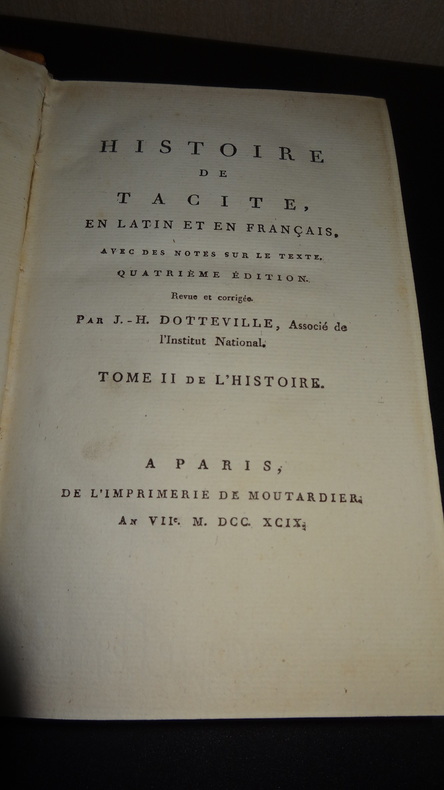 HISTOIRE
DE
TACITE,
EN LATIN ET EN FRANÇAIS.
AVEC DES NOTES SUR LE TEXTE.
QUATRIÈME ÉDITION.
Revue et corrigée.
PAR J.-H. DOTTEVILLE, Associé de
l'Institut National.
TOME II DE L'HISTOIRE.
A PARIS,
DE L'IMPRIMERIE DE MOUTARDIER.
AN VIIe. M. DCC. XCIX.